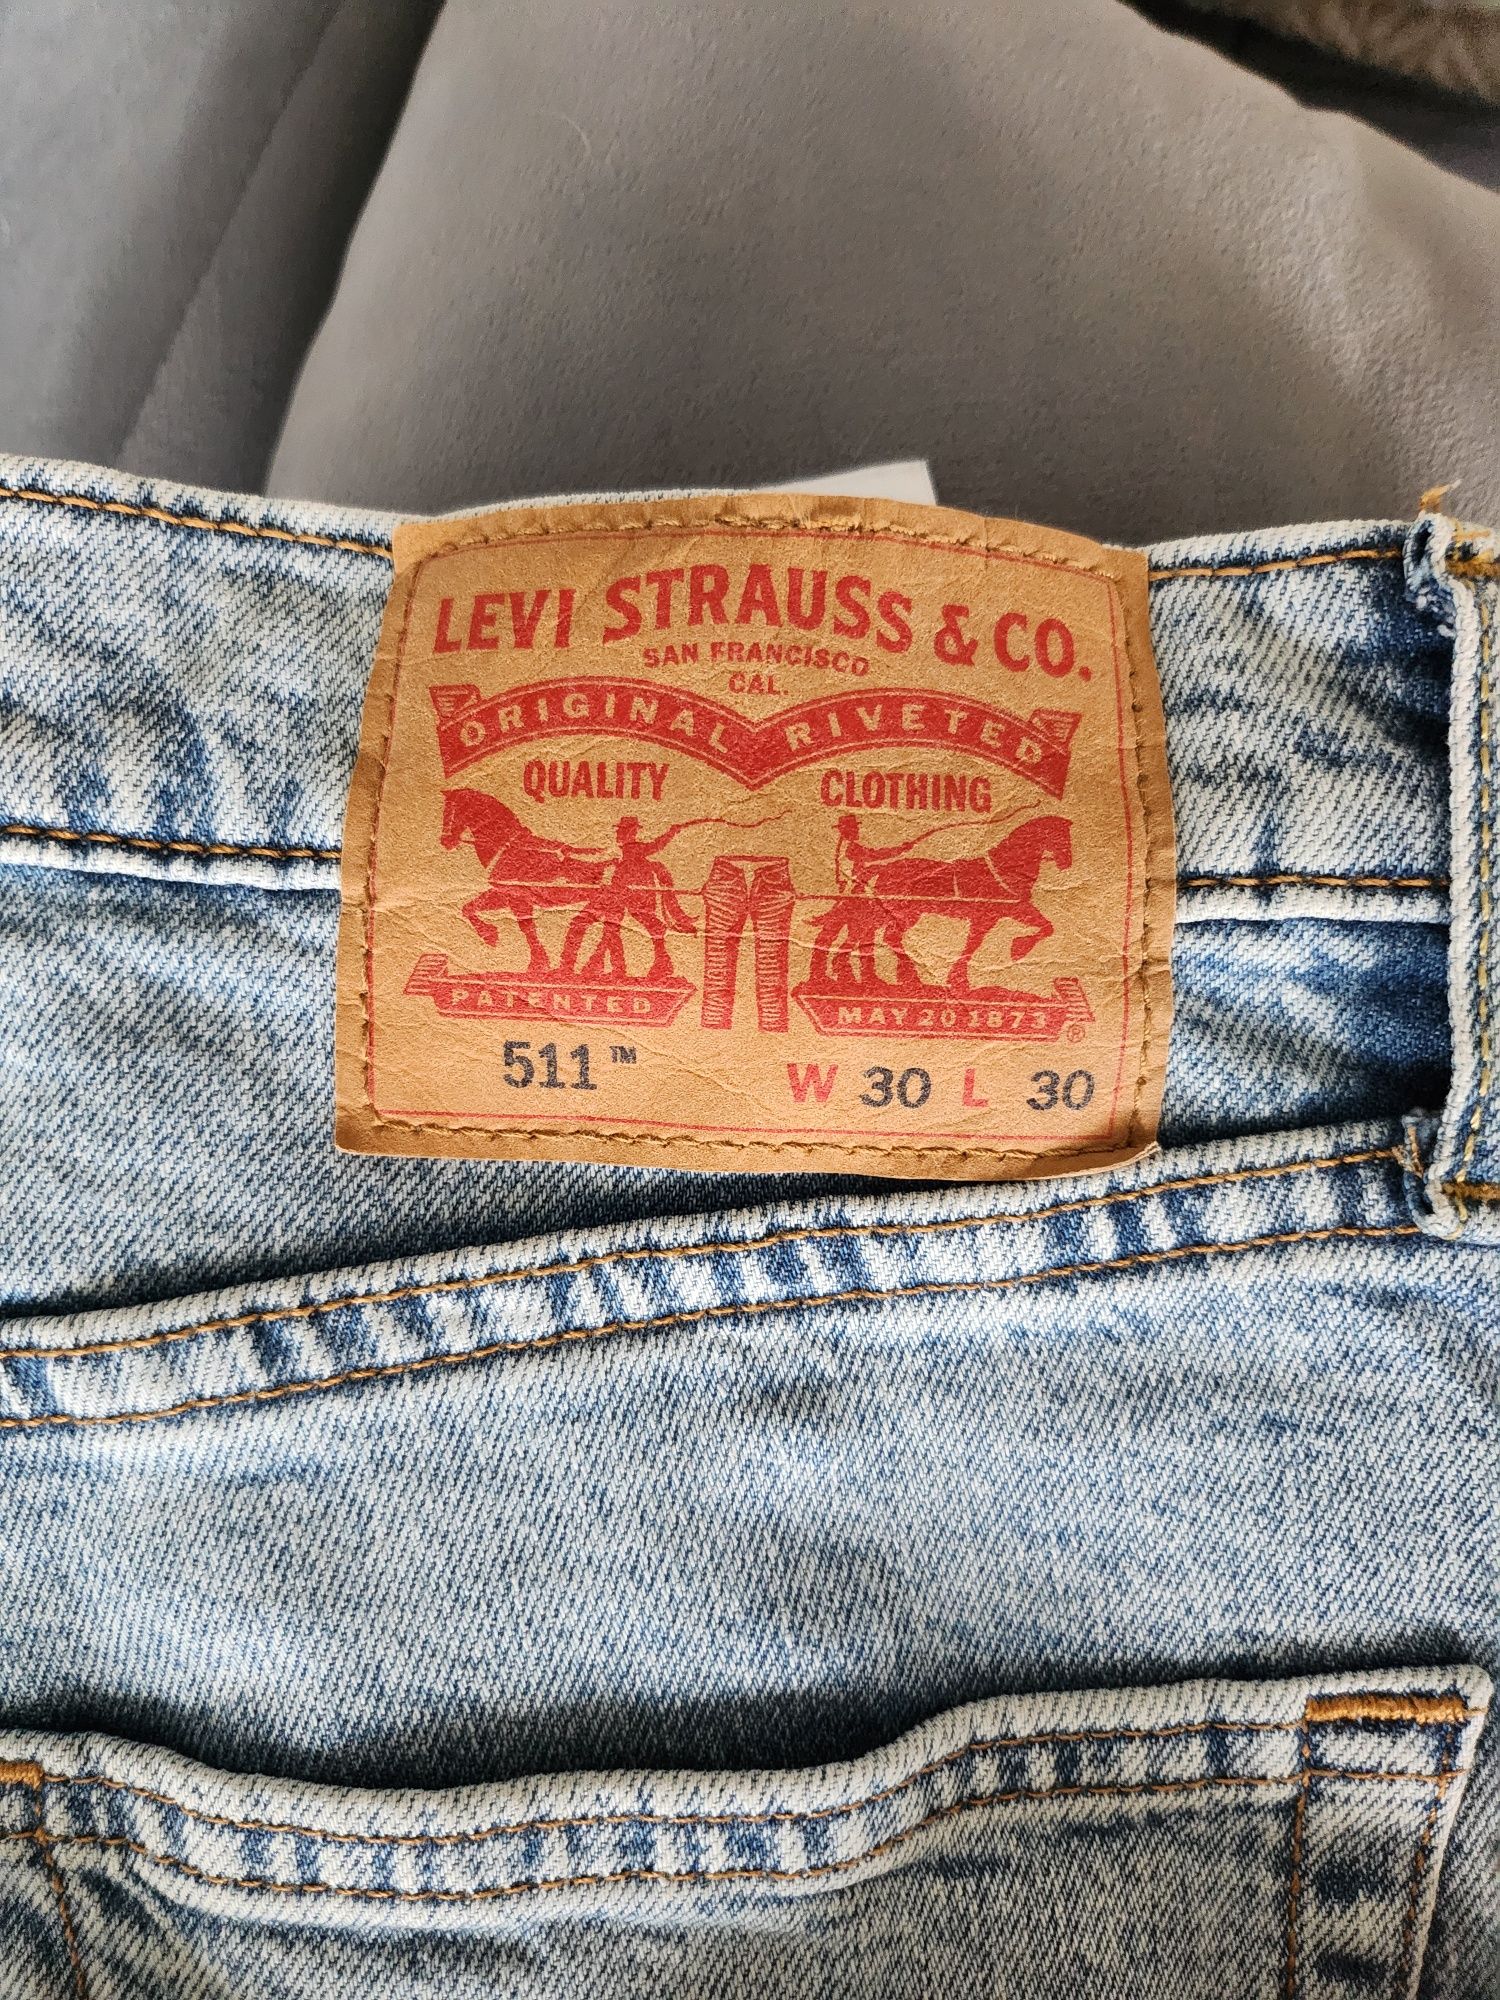 LEVI STRAUSS & CO.
SAN FRANCISCO
CAL.
ORIGINAL RIVETED
QUALITY CLOTHING
PATENTED MAY 20 1873
®
511™ W 30 L 30